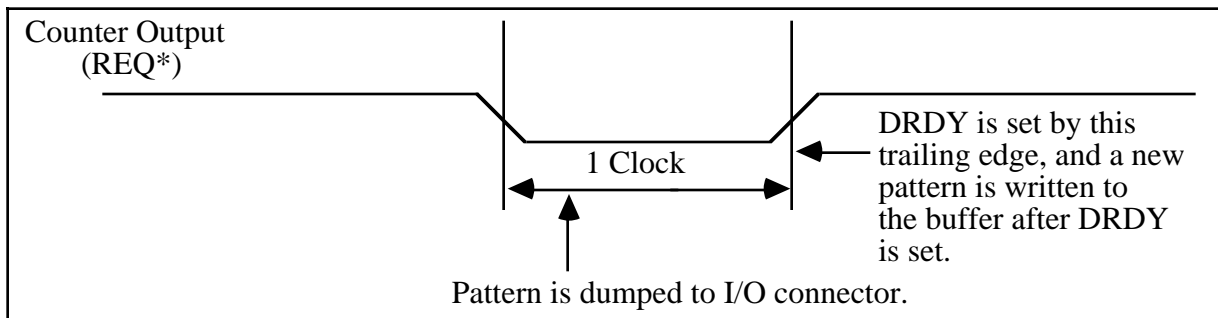 Counter Output
(REQ*)
1 Clock
DRDY is set by this
trailing edge, and a new
pattern is written to
the buffer after DRDY
is set.
Pattern is dumped to I/O connector.